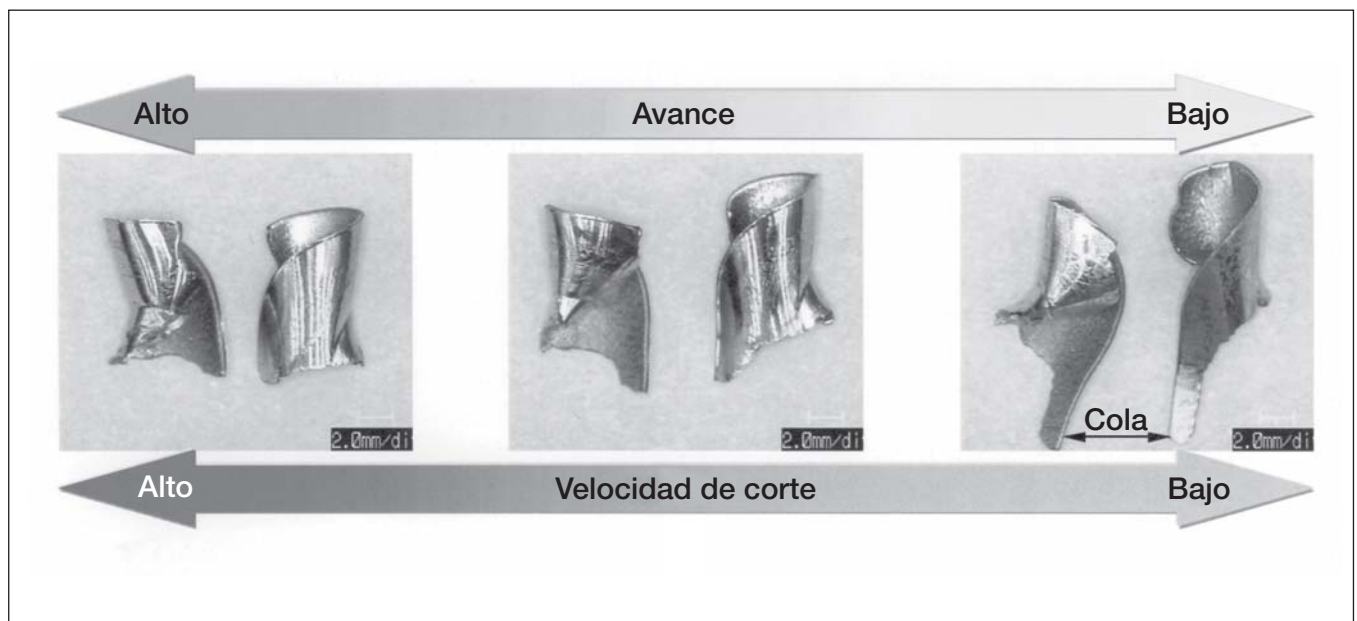 Alto Avance Bajo
2.0mm/di 2.0mm/di 2.0mm/di
Cola
Alto Velocidad de corte Bajo